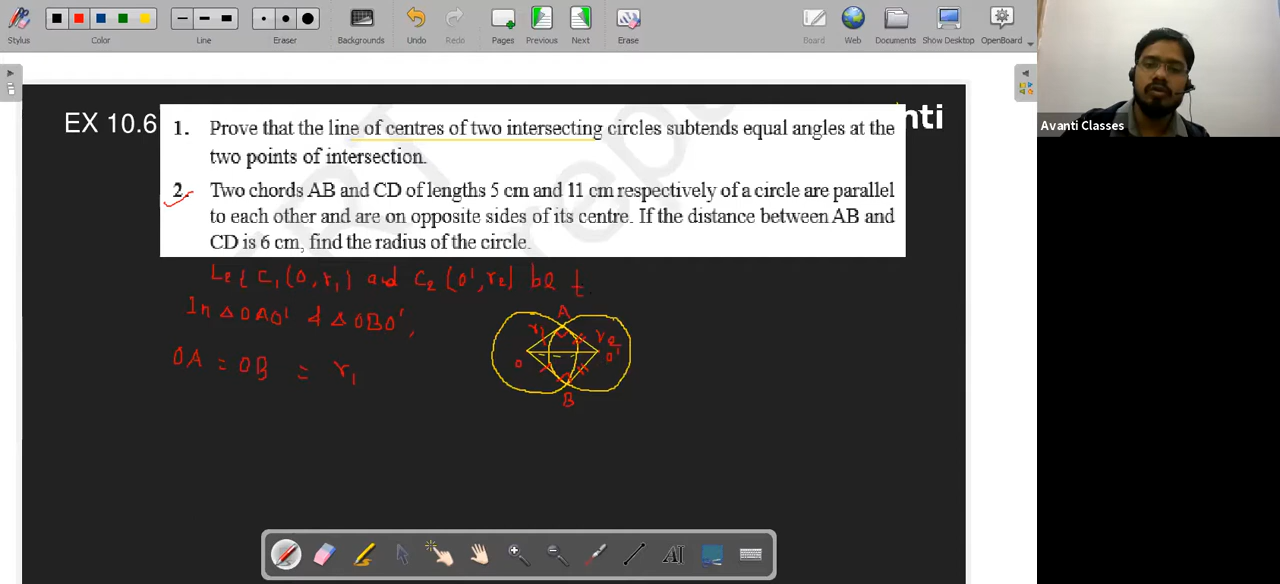 Stylus Color Line Eraser Backgrounds Undo Redo Pages Previous Next Erase Board Web Documents Show Desktop OpenBoard
Avanti Classes
EX 10.6
nti
1. Prove that the line of centres of two intersecting circles subtends equal angles at the
two points of intersection.
2. Two chords AB and CD of lengths 5 cm and 11 cm respectively of a circle are parallel
to each other and are on opposite sides of its centre. If the distance between AB and
CD is 6 cm, find the radius of the circle.
Let C₁(O, r₁) and C₂(O', r₂) be t
In △OAO' & △OBO',
OA = OB = r₁
A
r₁ r₂
O O'
B
AI